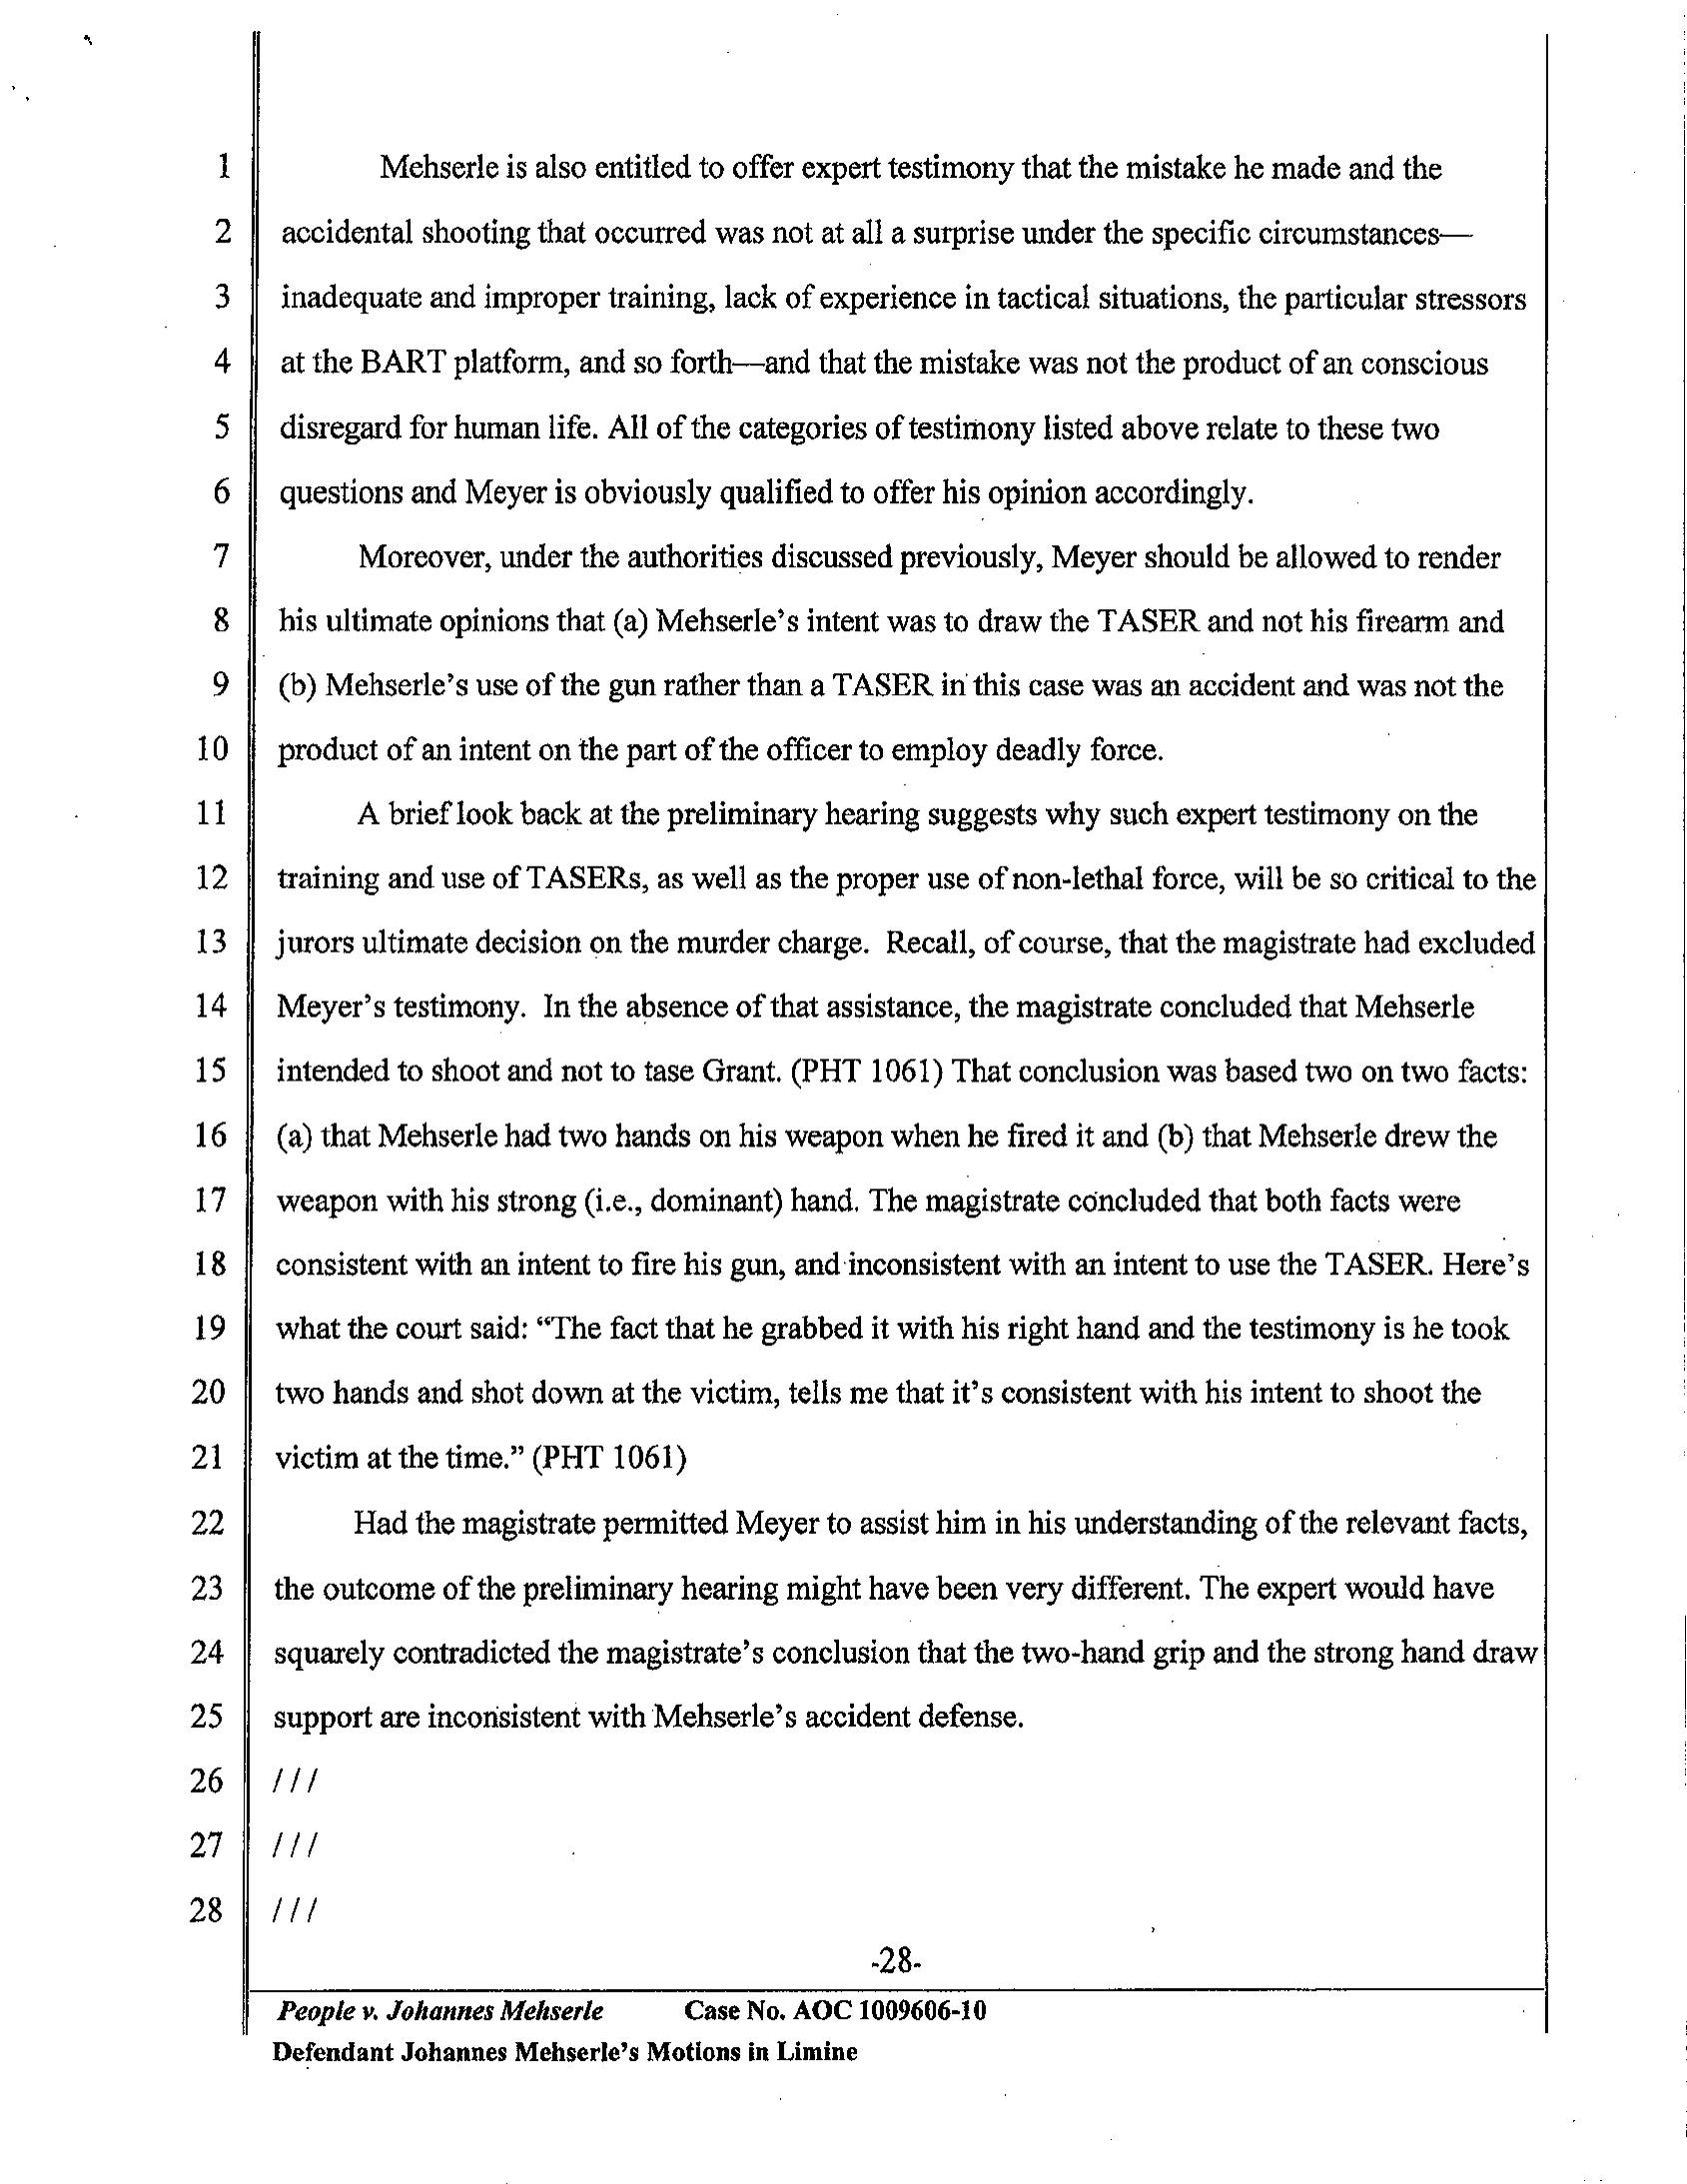 1 Mehserle is also entitled to offer expert testimony that the mistake he made and the
2 accidental shooting that occurred was not at all a surprise under the specific circumstances—
3 inadequate and improper training, lack of experience in tactical situations, the particular stressors
4 at the BART platform, and so forth—and that the mistake was not the product of an conscious
5 disregard for human life. All of the categories of testimony listed above relate to these two
6 questions and Meyer is obviously qualified to offer his opinion accordingly.
7 Moreover, under the authorities discussed previously, Meyer should be allowed to render
8 his ultimate opinions that (a) Mehserle's intent was to draw the TASER and not his firearm and
9 (b) Mehserle's use of the gun rather than a TASER in this case was an accident and was not the
10 product of an intent on the part of the officer to employ deadly force.
11 A brief look back at the preliminary hearing suggests why such expert testimony on the
12 training and use of TASERs, as well as the proper use of non-lethal force, will be so critical to the
13 jurors ultimate decision on the murder charge. Recall, of course, that the magistrate had excluded
14 Meyer's testimony. In the absence of that assistance, the magistrate concluded that Mehserle
15 intended to shoot and not to tase Grant. (PHT 1061) That conclusion was based two on two facts:
16 (a) that Mehserle had two hands on his weapon when he fired it and (b) that Mehserle drew the
17 weapon with his strong (i.e., dominant) hand. The magistrate concluded that both facts were
18 consistent with an intent to fire his gun, and inconsistent with an intent to use the TASER. Here's
19 what the court said: “The fact that he grabbed it with his right hand and the testimony is he took
20 two hands and shot down at the victim, tells me that it's consistent with his intent to shoot the
21 victim at the time.” (PHT 1061)
22 Had the magistrate permitted Meyer to assist him in his understanding of the relevant facts,
23 the outcome of the preliminary hearing might have been very different. The expert would have
24 squarely contradicted the magistrate's conclusion that the two-hand grip and the strong hand draw
25 support are inconsistent with Mehserle's accident defense.
26 ///
27 ///
28 ///
-28-
People v. Johannes Mehserle Case No. AOC 1009606-10
Defendant Johannes Mehserle's Motions in Limine